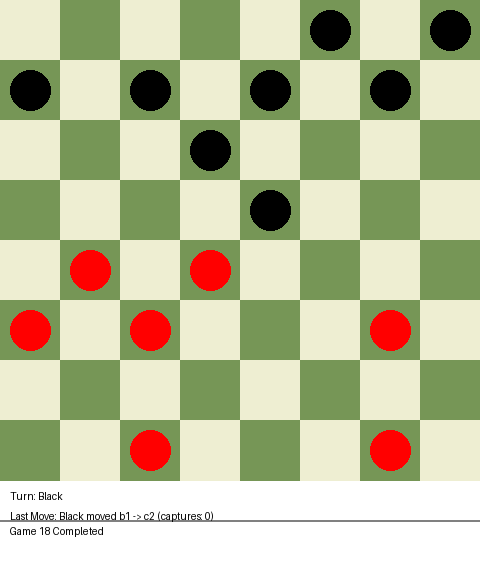 Turn: Black
Last Move: Black moved b1 -> c2 (captures: 0)
Game 18 Completed